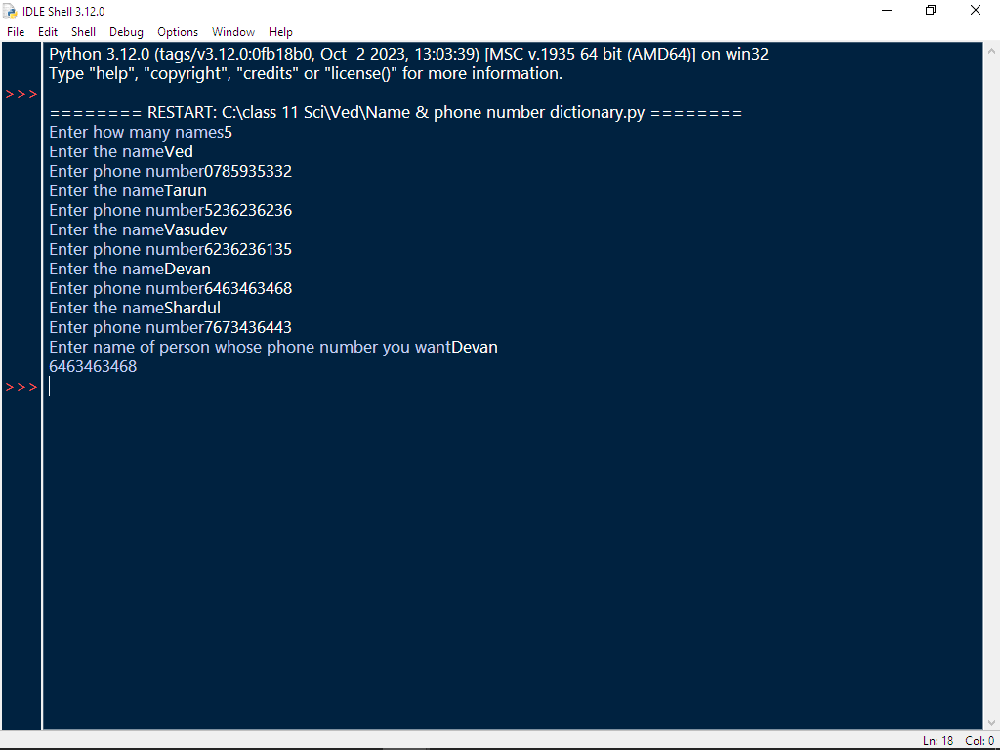 IDLE Shell 3.12.0
File Edit Shell Debug Options Window Help
Python 3.12.0 (tags/v3.12.0:0fb18b0, Oct  2 2023, 13:03:39) [MSC v.1935 64 bit (AMD64)] on win32
Type "help", "copyright", "credits" or "license()" for more information.
>>>
======== RESTART: C:\class 11 Sci\Ved\Name & phone number dictionary.py ========
Enter how many names5
Enter the nameVed
Enter phone number0785935332
Enter the nameTarun
Enter phone number5236236236
Enter the nameVasudev
Enter phone number6236236135
Enter the nameDevan
Enter phone number6463463468
Enter the nameShardul
Enter phone number7673436443
Enter name of person whose phone number you wantDevan
6463463468
>>>
Ln: 18 Col: 0